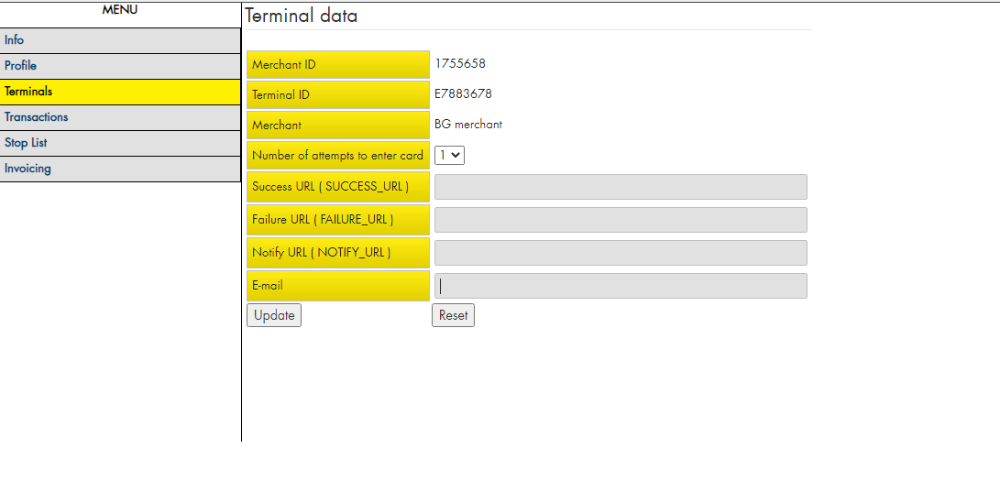 MENU
Info
Profile
Terminals
Transactions
Stop List
Invoicing
Terminal data
Merchant ID 1755658
Terminal ID E7883678
Merchant BG merchant
Number of attempts to enter card 1
Success URL ( SUCCESS_URL )
Failure URL ( FAILURE_URL )
Notify URL ( NOTIFY_URL )
E-mail
Update Reset